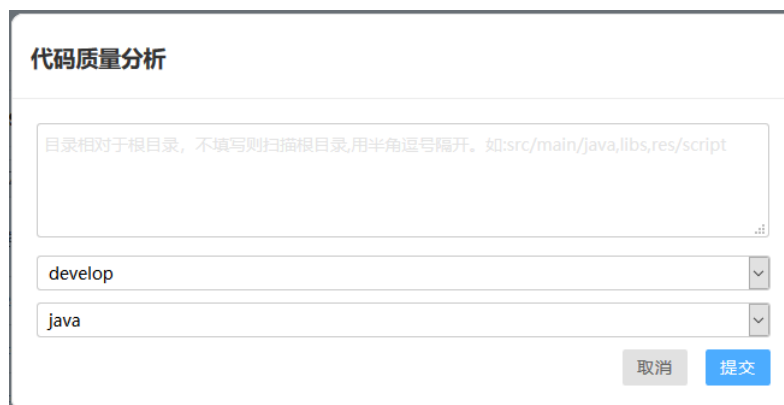 代码质量分析
目录相对于根目录，不填写则扫描根目录,用半角逗号隔开。如:src/main/java,libs,res/script
develop
java
取消
提交